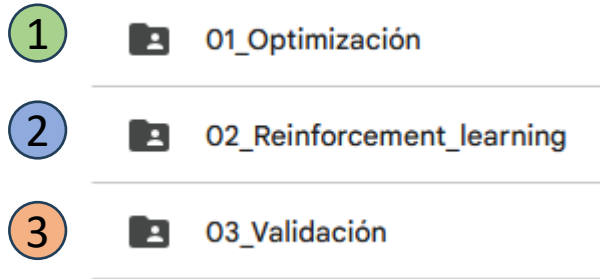 1 01_Optimización
2 02_Reinforcement_learning
3 03_Validación